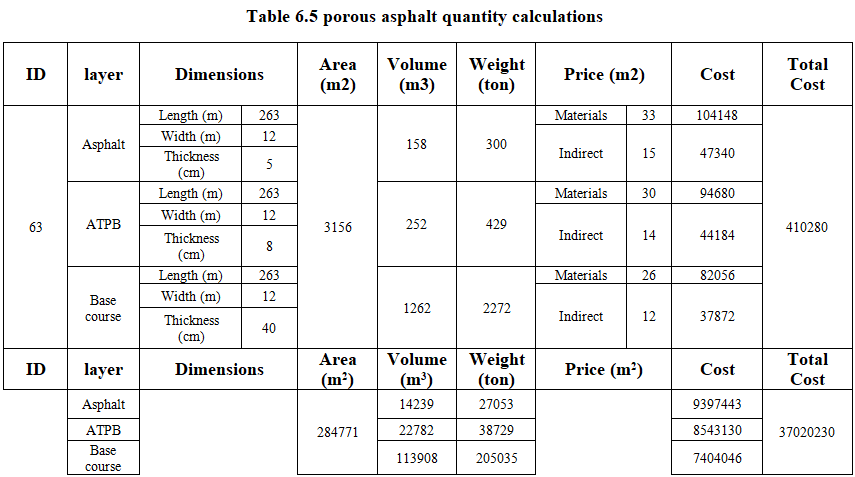 Table 6.5 porous asphalt quantity calculations
ID layer Dimensions Area (m2) Volume (m3) Weight (ton) Price (m2) Cost Total Cost
63 Asphalt Length (m) 263 3156 158 300 Materials 33 104148 410280
Width (m) 12 Indirect 15 47340
Thickness (cm) 5
ATPB Length (m) 263 252 429 Materials 30 94680
Width (m) 12 Indirect 14 44184
Thickness (cm) 8
Base course Length (m) 263 1262 2272 Materials 26 82056
Width (m) 12 Indirect 12 37872
Thickness (cm) 40
ID layer Dimensions Area (m²) Volume (m³) Weight (ton) Price (m²) Cost Total Cost
Asphalt 284771 14239 27053 9397443 37020230
ATPB 22782 38729 8543130
Base course 113908 205035 7404046